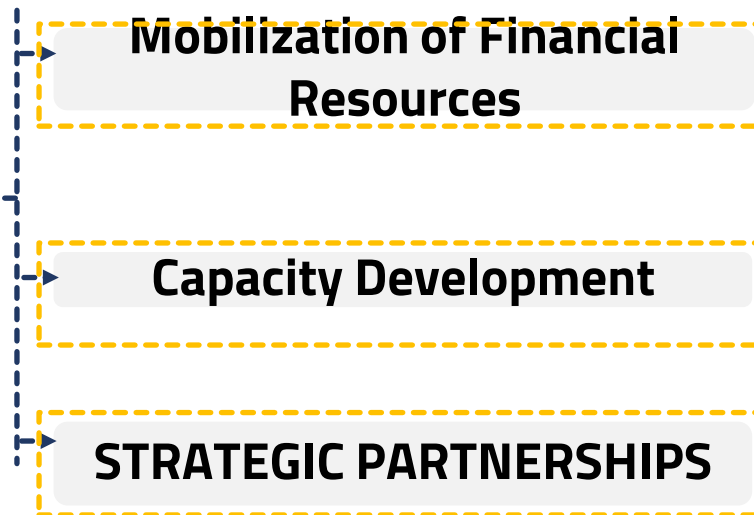 Mobilization of Financial
Resources
Capacity Development
STRATEGIC PARTNERSHIPS